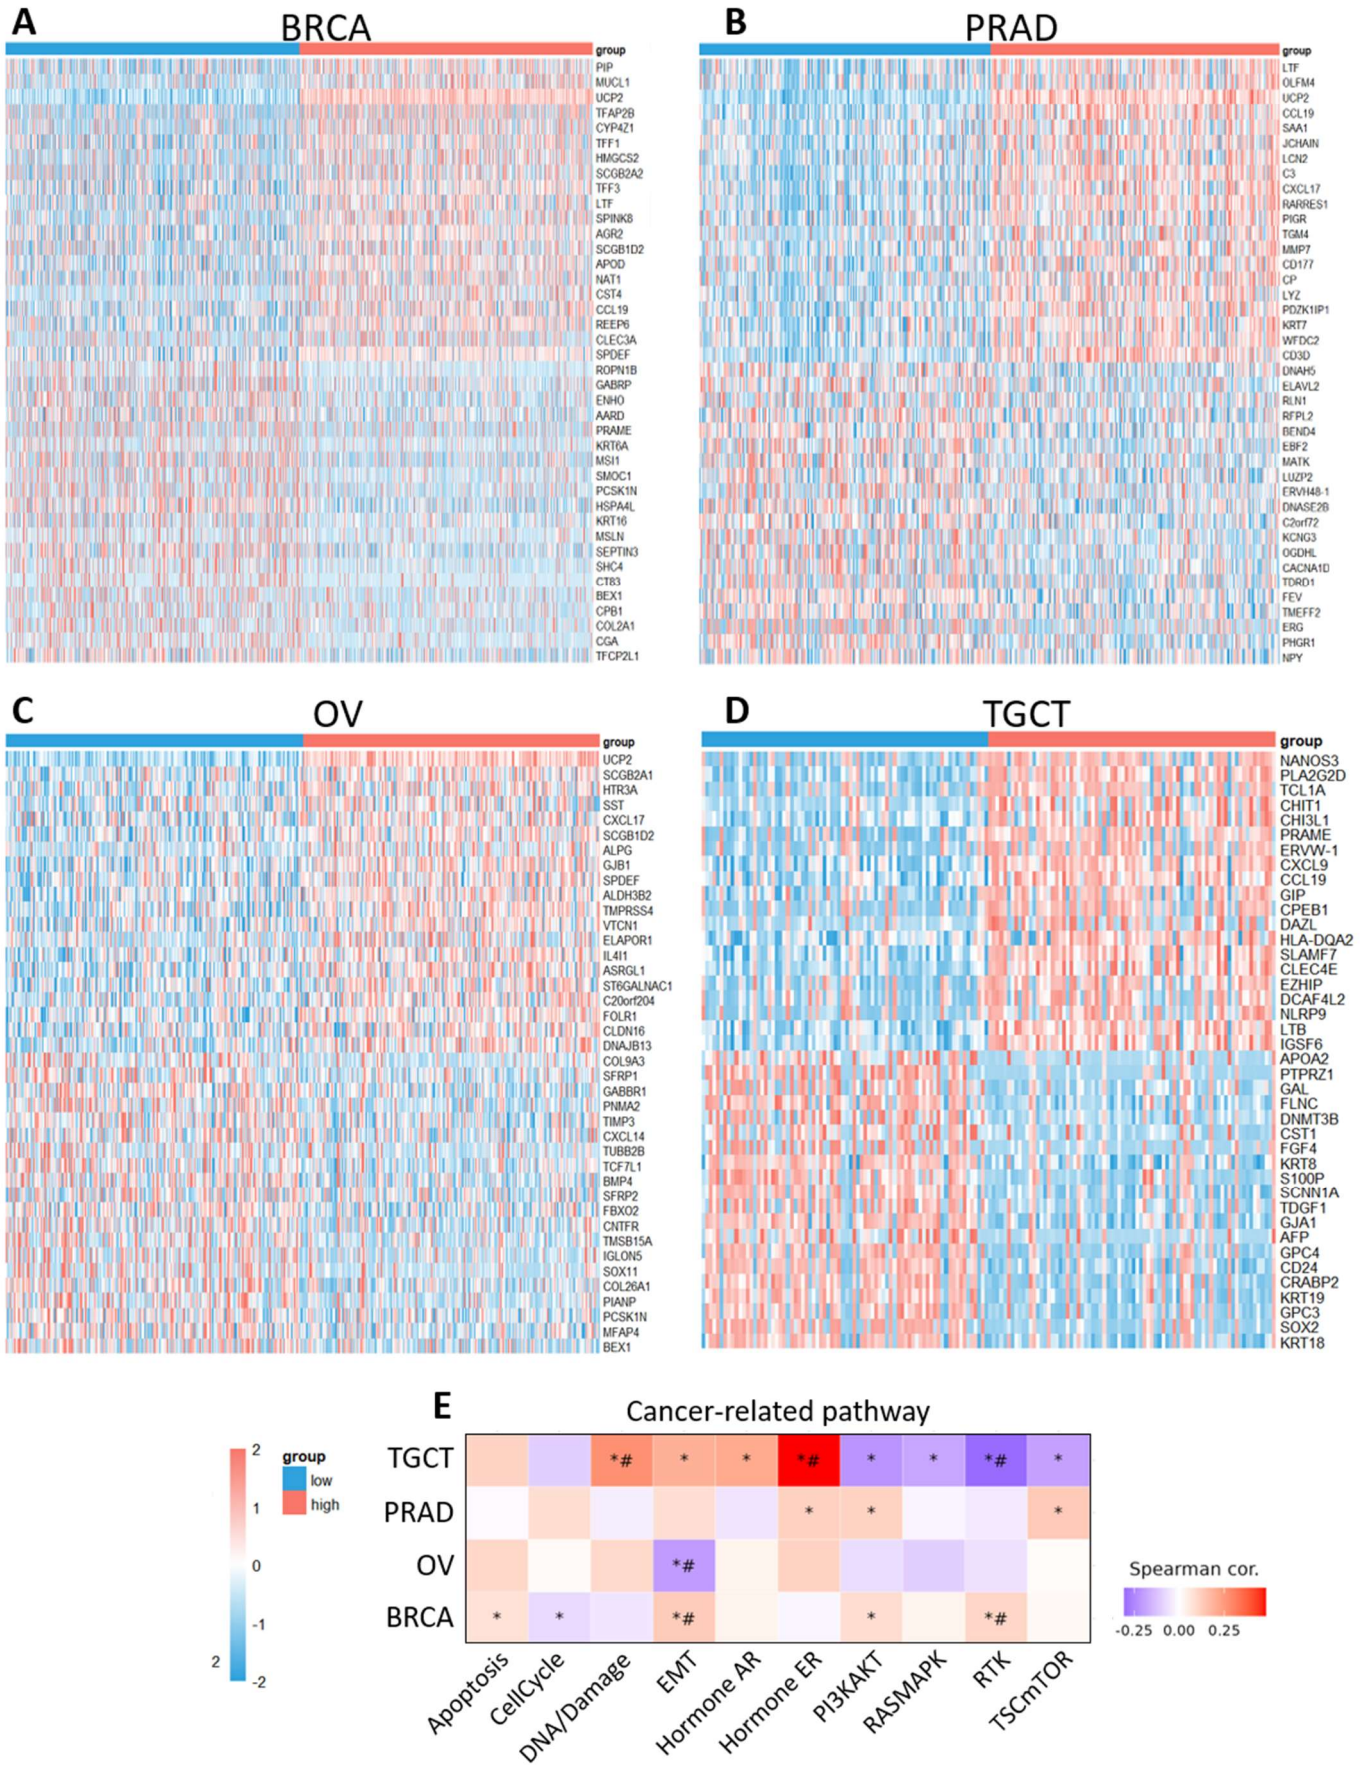 A
BRCA
group
PIP
MUCL1
UCP2
TFAP2B
CYP4Z1
TFF1
HMGCS2
SCGB2A2
TFF3
LTF
SPINK8
AGR2
SCGB1D2
APOD
NAT1
CST4
CCL19
REEP6
CLEC3A
SPDEF
ROPN1B
GABRP
ENHO
AARD
PRAME
KRT6A
MSI1
SMOC1
PCSK1N
HSPA4L
KRT16
MSLN
SEPTIN3
SHC4
CT83
BEX1
CPB1
COL2A1
CGA
TFCP2L1
B
PRAD
group
LTF
OLFM4
UCP2
CCL19
SAA1
JCHAIN
LCN2
C3
CXCL17
RARRES1
PIGR
TGM4
MMP7
CD177
CP
LYZ
PDZK1IP1
KRT7
WFDC2
CD3D
DNAH5
ELAVL2
RLN1
RFPL2
BEND4
EBF2
MATK
LUZP2
ERVH48-1
DNASE2B
C2orf72
KCNG3
OGDHL
CACNA1D
TDRD1
FEV
TMEFF2
ERG
PHGR1
NPY
C
OV
group
UCP2
SCGB2A1
HTR3A
SST
CXCL17
SCGB1D2
ALPG
GJB1
SPDEF
ALDH3B2
TMPRSS4
VTCN1
ELAPOR1
IL4I1
ASRGL1
ST6GALNAC1
C20orf204
FOLR1
CLDN16
DNAJB13
COL9A3
SFRP1
GABBR1
PNMA2
TIMP3
CXCL14
TUBB2B
TCF7L1
BMP4
SFRP2
FBXO2
CNTFR
TMSB15A
IGLON5
SOX11
COL26A1
PIANP
PCSK1N
MFAP4
BEX1
D
TGCT
group
NANOS3
PLA2G2D
TCL1A
CHIT1
CHI3L1
PRAME
ERVW-1
CXCL9
CCL19
GIP
CPEB1
DAZL
HLA-DQA2
SLAMF7
CLEC4E
EZHIP
DCAF4L2
NLRP9
LTB
IGSF6
APOA2
PTPRZ1
GAL
FLNC
DNMT3B
CST1
FGF4
KRT8
S100P
SCNN1A
TDGF1
GJA1
AFP
GPC4
CD24
CRABP2
KRT19
GPC3
SOX2
KRT18
2
1
0
-1
-2
2
group
low
high
E
Cancer-related pathway
TGCT *# * * *# * * *# *
PRAD * * *
OV *#
BRCA * * *# * *#
Apoptosis
CellCycle
DNA/Damage
EMT
Hormone AR
Hormone ER
PI3KAKT
RASMAPK
RTK
TSCmTOR
Spearman cor.
-0.25 0.00 0.25